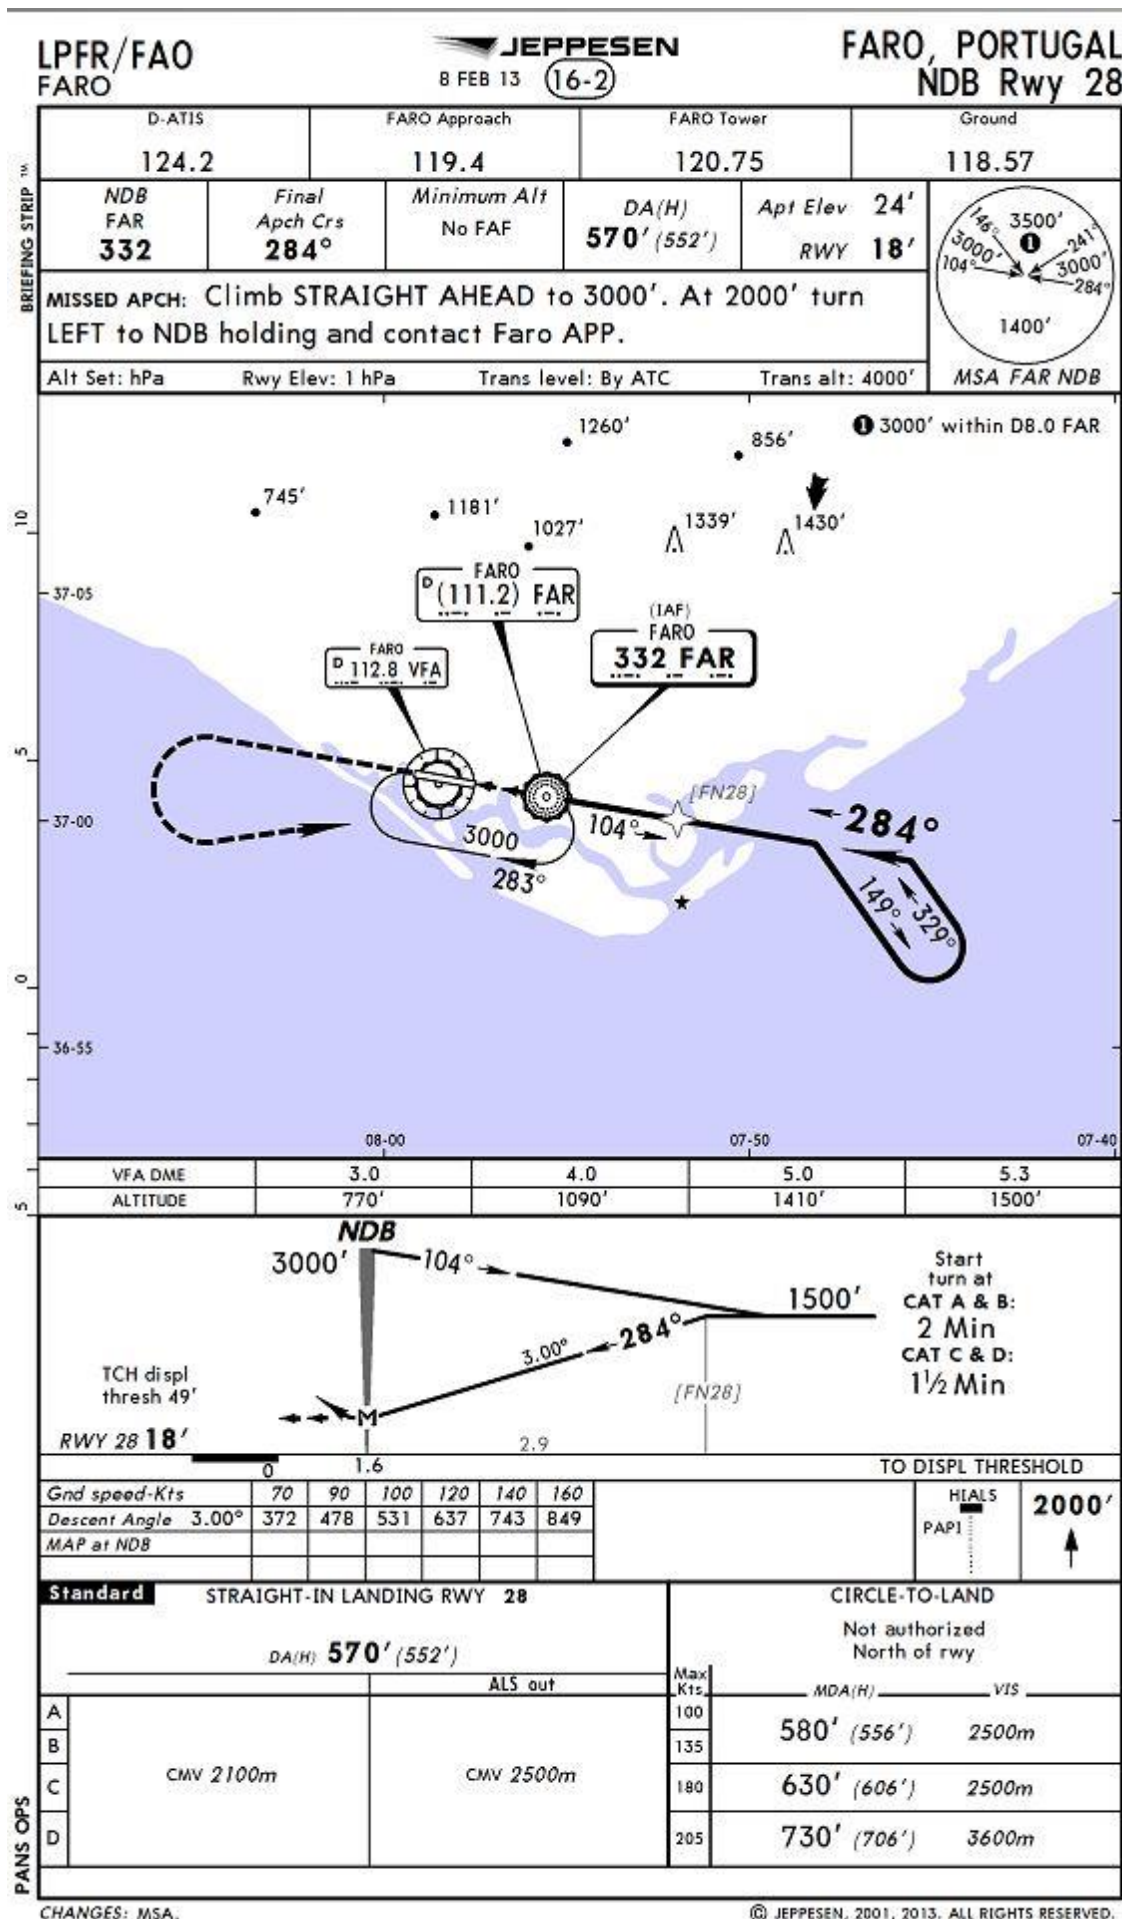 LPFR/FAO
FARO
JEPPESEN
8 FEB 13 16-2
FARO, PORTUGAL
NDB Rwy 28
BRIEFING STRIP TM
D-ATIS FARO Approach FARO Tower Ground
124.2 119.4 120.75 118.57
NDB
FAR
332
Final
Apch Crs
284°
Minimum Alt
No FAF
DA(H)
570' (552')
Apt Elev 24'
RWY 18'
MISSED APCH: Climb STRAIGHT AHEAD to 3000'. At 2000' turn
LEFT to NDB holding and contact Faro APP.
Alt Set: hPa Rwy Elev: 1 hPa Trans level: By ATC Trans alt: 4000'
146°
3500'
1
241°
3000'
3000'
104°
284°
1400'
MSA FAR NDB
1 3000' within D8.0 FAR
1260'
856'
745'
1181'
1339'
1430'
1027'
10
37-05
FARO
D (111.2) FAR
(IAF)
FARO
332 FAR
FARO
D 112.8 VFA
5
[FN28]
37-00
104°
284°
3000
283°
149°
329°
0
36-55
08-00 07-50 07-40
5
VFA DME 3.0 4.0 5.0 5.3
ALTITUDE 770' 1090' 1410' 1500'
NDB
3000'
104°
1500'
284°
3.00°
[FN28]
Start
turn at
CAT A & B:
2 Min
CAT C & D:
1½ Min
TCH displ
thresh 49'
M
RWY 28 18'
2.9
0 1.6 TO DISPL THRESHOLD
Gnd speed-Kts 70 90 100 120 140 160
Descent Angle 3.00° 372 478 531 637 743 849
MAP at NDB
HIALS
PAPI
2000'
Standard STRAIGHT-IN LANDING RWY 28
DA(H) 570' (552')
ALS out
A
B
C
D
CMV 2100m CMV 2500m
CIRCLE-TO-LAND
Not authorized
North of rwy
Max
Kts MDA(H) VIS
100
135
580' (556') 2500m
180 630' (606') 2500m
205 730' (706') 3600m
PANS OPS
CHANGES: MSA. © JEPPESEN, 2001, 2013. ALL RIGHTS RESERVED.